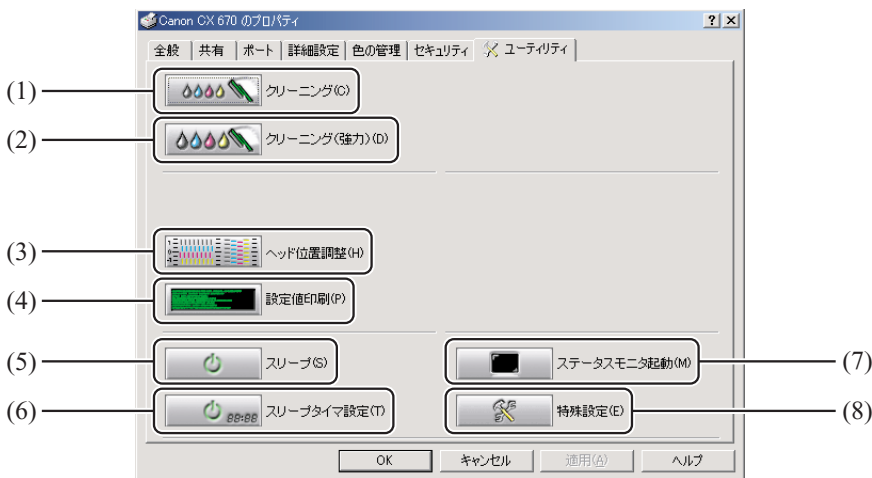 Canon CX 670 のプロパティ
? ×
全般 共有 ポート 詳細設定 色の管理 セキュリティ ユーティリティ
(1) クリーニング(C)
(2) クリーニング(強力)(D)
(3) ヘッド位置調整(H)
(4) 設定値印刷(P)
(5) スリープ(S) ステータスモニタ起動(M) (7)
(6) 88:88 スリープタイマ設定(T) 特殊設定(E) (8)
OK キャンセル 適用(A) ヘルプ